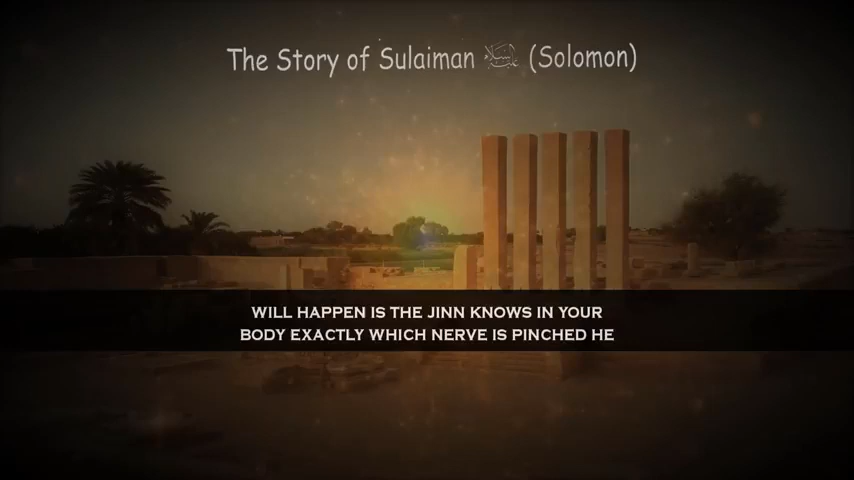 The Story of Sulaiman (Solomon)
WILL HAPPEN IS THE JINN KNOWS IN YOUR
BODY EXACTLY WHICH NERVE IS PINCHED HE